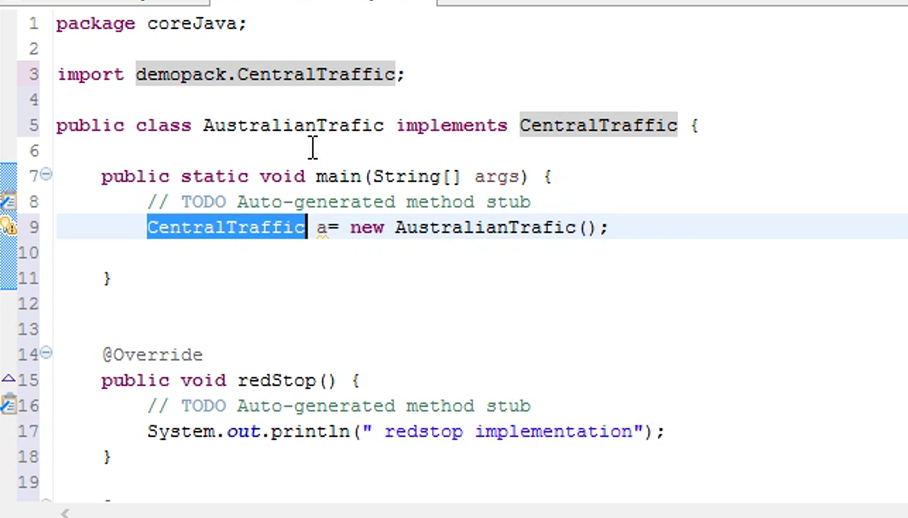 1 package coreJava;
2
3 import demopack.CentralTraffic;
4
5 public class AustralianTrafic implements CentralTraffic {
6
7 public static void main(String[] args) {
8 // TODO Auto-generated method stub
9 CentralTraffic a= new AustralianTrafic();
10
11 }
12
13
14 @Override
15 public void redStop() {
16 // TODO Auto-generated method stub
17 System.out.println(" redstop implementation");
18 }
19